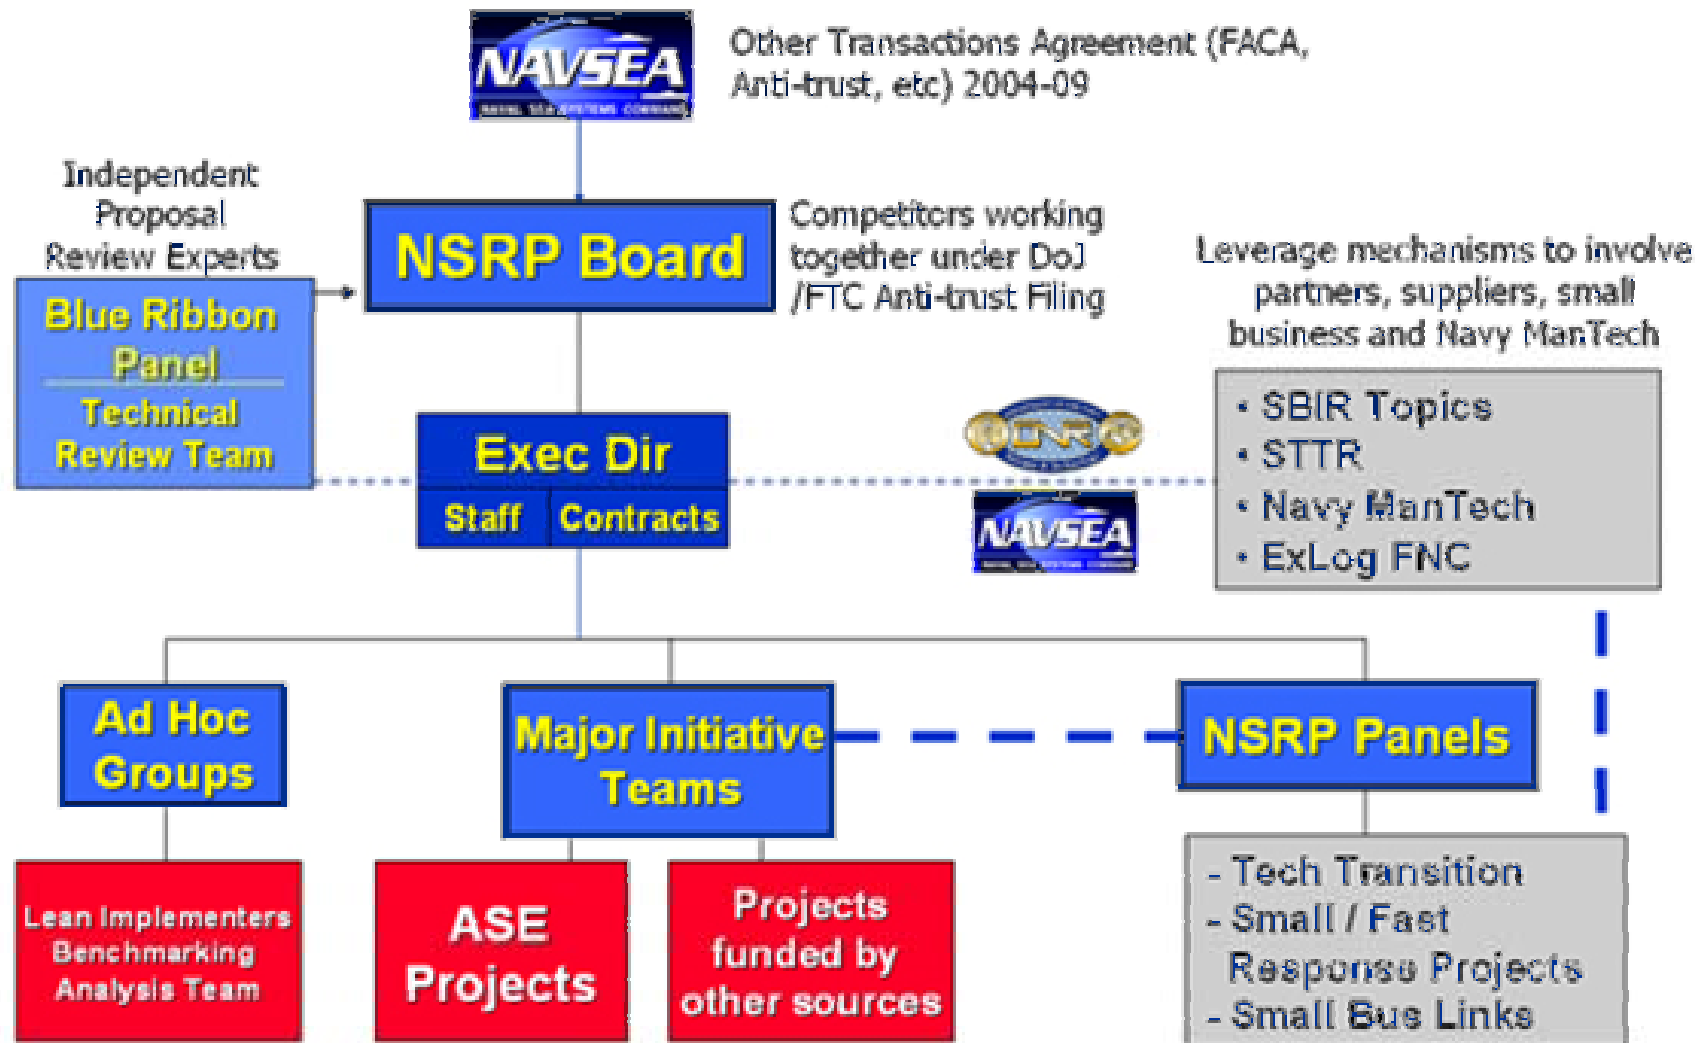 NAVSEA
NAVAL SEA SYSTEMS COMMAND
Other Transactions Agreement (FACA,
Anti-trust, etc) 2004-09
Independent
Proposal
Review Experts
Blue Ribbon
Panel
Technical
Review Team
NSRP Board
Competitors working
together under DoJ
/FTC Anti-trust Filing
Leverage mechanisms to involve
partners, suppliers, small
business and Navy ManTech
• SBIR Topics
• STTR
• Navy ManTech
• ExLog FNC
Exec Dir
Staff Contracts
NAVSEA
Ad Hoc
Groups
Major Initiative
Teams
NSRP Panels
Lean Implementers
Benchmarking
Analysis Team
ASE
Projects
Projects
funded by
other sources
- Tech Transition
- Small / Fast
Response Projects
- Small Bus Links